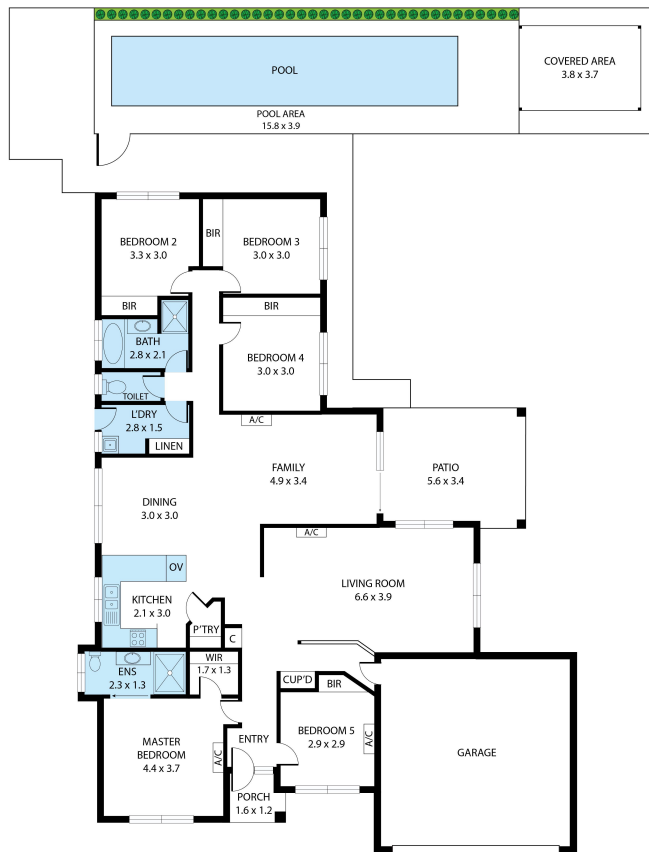 POOL
COVERED AREA
3.8 x 3.7
POOL AREA
15.8 x 3.9
BEDROOM 2
3.3 x 3.0
BIR
BEDROOM 3
3.0 x 3.0
BIR
BIR
BATH
2.8 x 2.1
BEDROOM 4
3.0 x 3.0
TOILET
L'DRY
2.8 x 1.5
LINEN
A/C
FAMILY
4.9 x 3.4
PATIO
5.6 x 3.4
DINING
3.0 x 3.0
A/C
OV
LIVING ROOM
6.6 x 3.9
KITCHEN
2.1 x 3.0
P'TRY
C
ENS
2.3 x 1.3
WIR
1.7 x 1.3
CUP'D
BIR
BEDROOM 5
2.9 x 2.9
A/C
MASTER
BEDROOM
4.4 x 3.7
A/C
ENTRY
GARAGE
PORCH
1.6 x 1.2